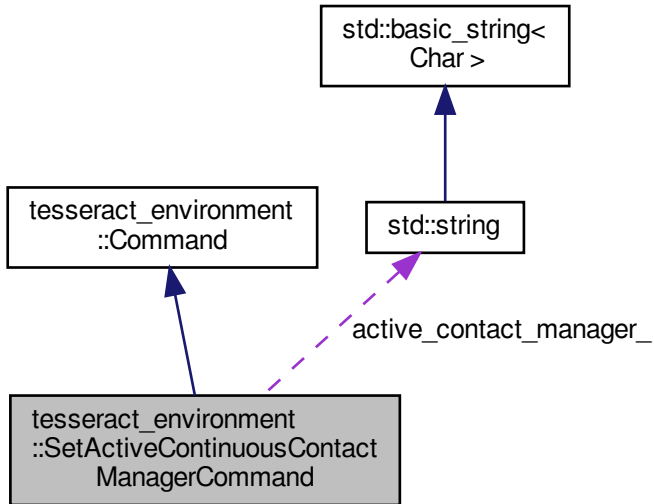 std::basic_string<
Char >
tesseract_environment
::Command
std::string
active_contact_manager_
tesseract_environment
::SetActiveContinuousContact
ManagerCommand